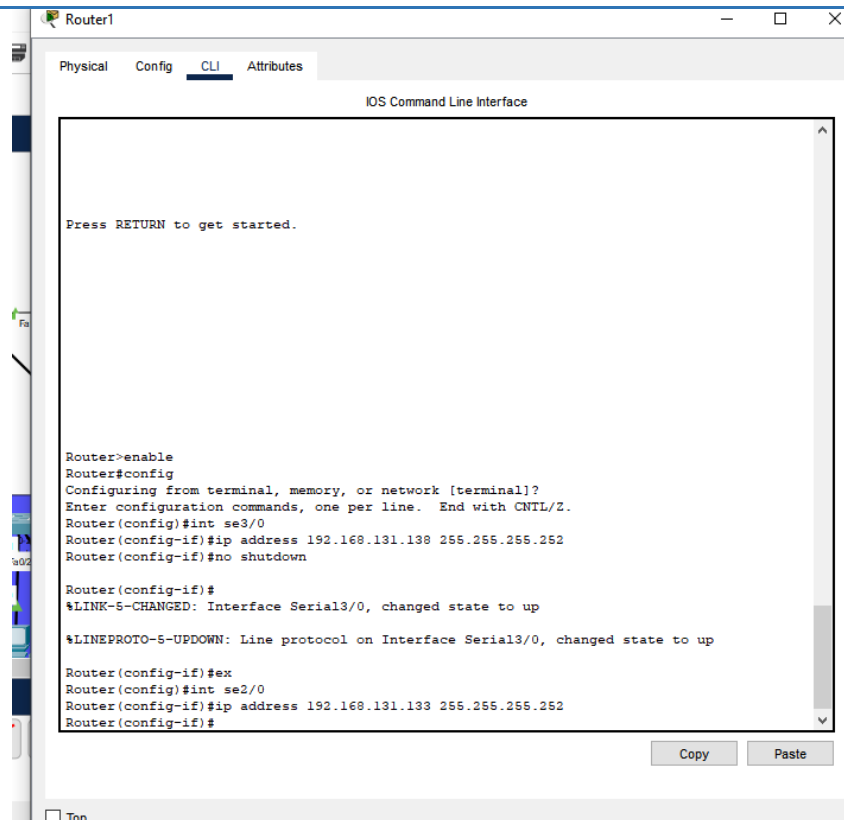 Router1
Physical Config CLI Attributes
IOS Command Line Interface
Press RETURN to get started.
Fa
Router>enable
Router#config
Configuring from terminal, memory, or network [terminal]?
Enter configuration commands, one per line.  End with CNTL/Z.
Router(config)#int se3/0
Router(config-if)#ip address 192.168.131.138 255.255.255.252
Router(config-if)#no shutdown
Fa0/2
Router(config-if)#
%LINK-5-CHANGED: Interface Serial3/0, changed state to up
%LINEPROTO-5-UPDOWN: Line protocol on Interface Serial3/0, changed state to up
Router(config-if)#ex
Router(config)#int se2/0
Router(config-if)#ip address 192.168.131.133 255.255.255.252
Router(config-if)#
Copy Paste
Top